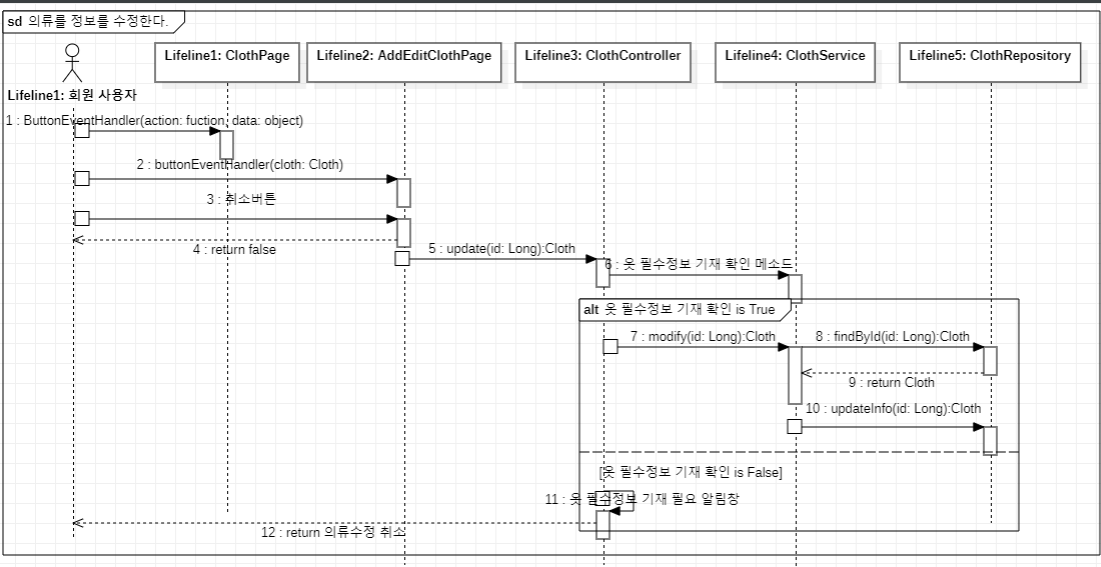 sd 의류를 정보를 수정한다.
Lifeline1: ClothPage
Lifeline2: AddEditClothPage
Lifeline3: ClothController
Lifeline4: ClothService
Lifeline5: ClothRepository
Lifeline1: 회원 사용자
1 : ButtonEventHandler(action: fuction, data: object)
2 : buttonEventHandler(cloth: Cloth)
3 : 취소버튼
4 : return false
5 : update(id: Long):Cloth
6 : 옷 필수정보 기재 확인 메소드
alt 옷 필수정보 기재 확인 is True
7 : modify(id: Long):Cloth
8 : findById(id: Long):Cloth
9 : return Cloth
10 : updateInfo(id: Long):Cloth
[옷 필수정보 기재 확인 is False]
11 : 옷 필수정보 기재 필요 알림창
12 : return 의류수정 취소